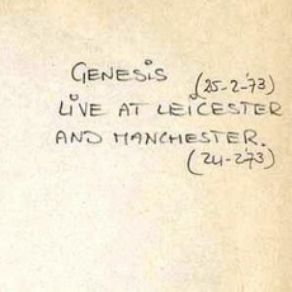 GENESIS (25-2-73)
LIVE AT LEICESTER
AND MANCHESTER.
(24-2-73)